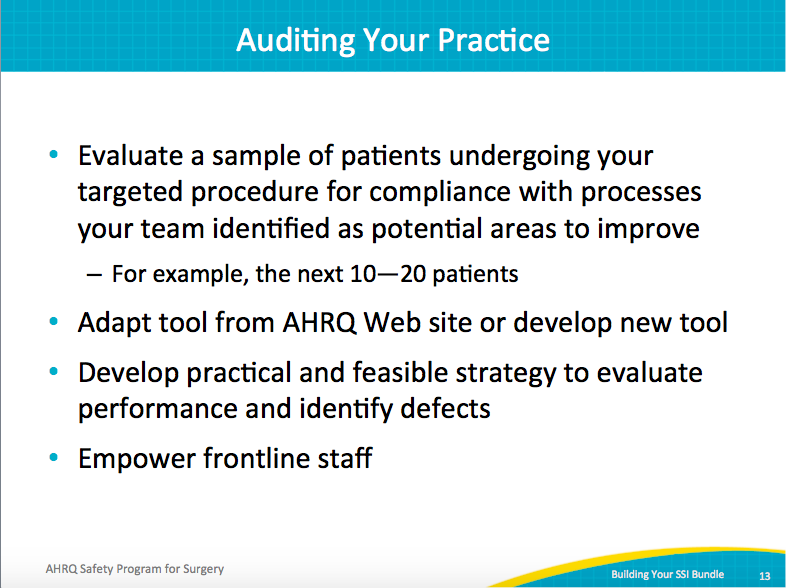 Auditing Your Practice
• Evaluate a sample of patients undergoing your
targeted procedure for compliance with processes
your team identified as potential areas to improve
– For example, the next 10—20 patients
• Adapt tool from AHRQ Web site or develop new tool
• Develop practical and feasible strategy to evaluate
performance and identify defects
• Empower frontline staff
AHRQ Safety Program for Surgery
Building Your SSI Bundle
13